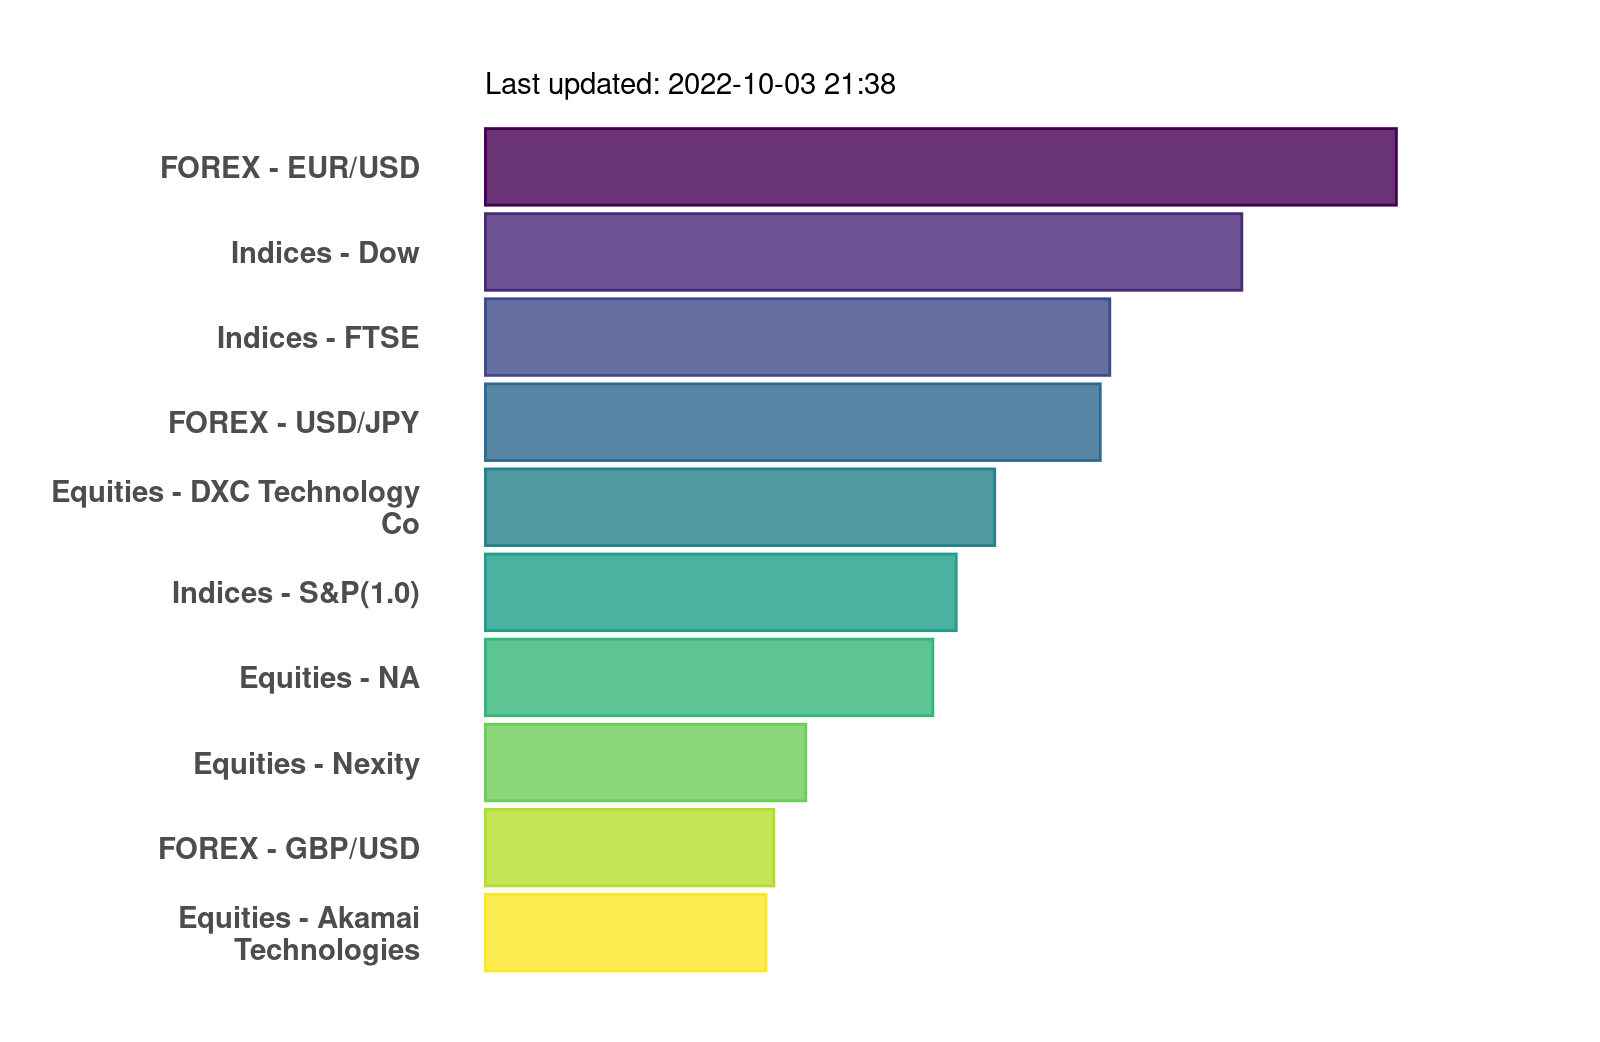 Last updated: 2022-10-03 21:38
FOREX - EUR/USD
Indices - Dow
Indices - FTSE
FOREX - USD/JPY
Equities - DXC Technology
Co
Indices - S&P(1.0)
Equities - NA
Equities - Nexity
FOREX - GBP/USD
Equities - Akamai
Technologies